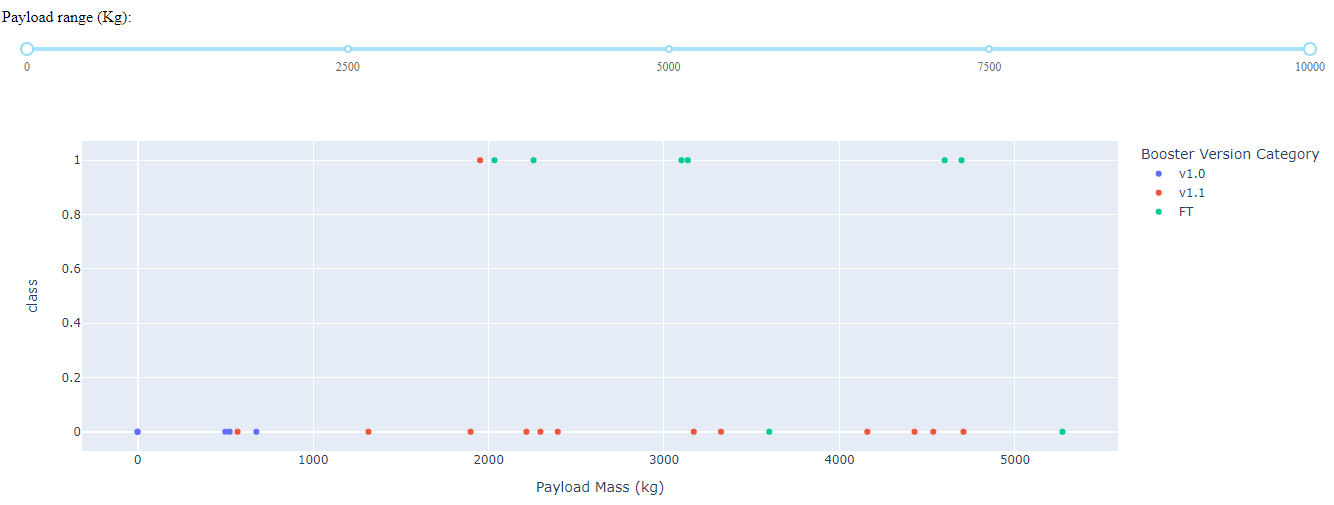 Payload range (Kg):
0 2500 5000 7500 10000
Booster Version Category
v1.0
v1.1
FT
1
0.8
0.6
0.4
0.2
0
class
0 1000 2000 3000 4000 5000
Payload Mass (kg)